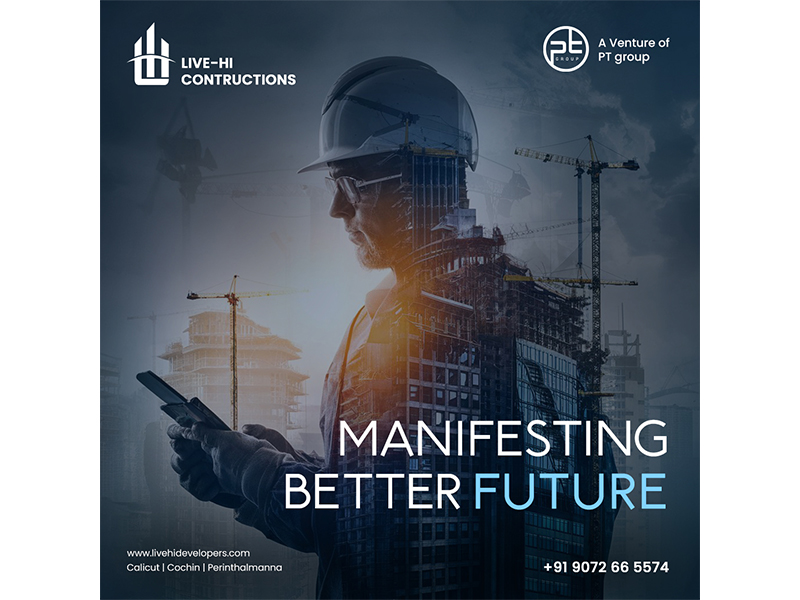 LIVE-HI
CONTRUCTIONS
pt
GROUP
A Venture of
PT group
MANIFESTING
BETTER FUTURE
www.livehidevelopers.com
Calicut | Cochin | Perinthalmanna
+91 9072 66 5574